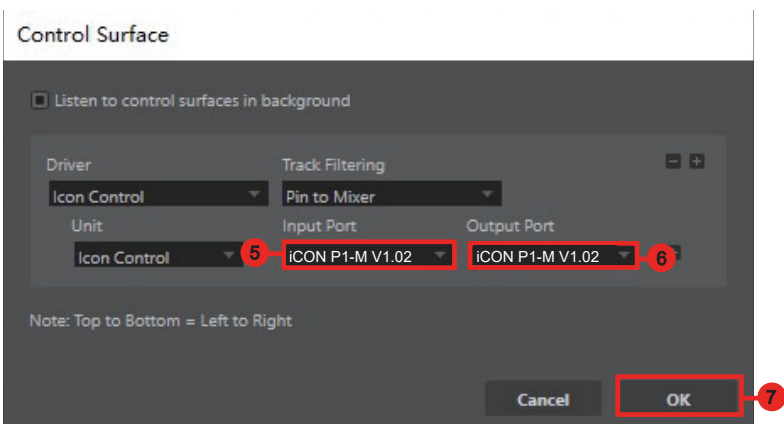 Control Surface
Listen to control surfaces in background
Driver Track Filtering
Icon Control Pin to Mixer
Unit Input Port Output Port
Icon Control 5 iCON P1-M V1.02 iCON P1-M V1.02 6
Note: Top to Bottom = Left to Right
Cancel OK 7